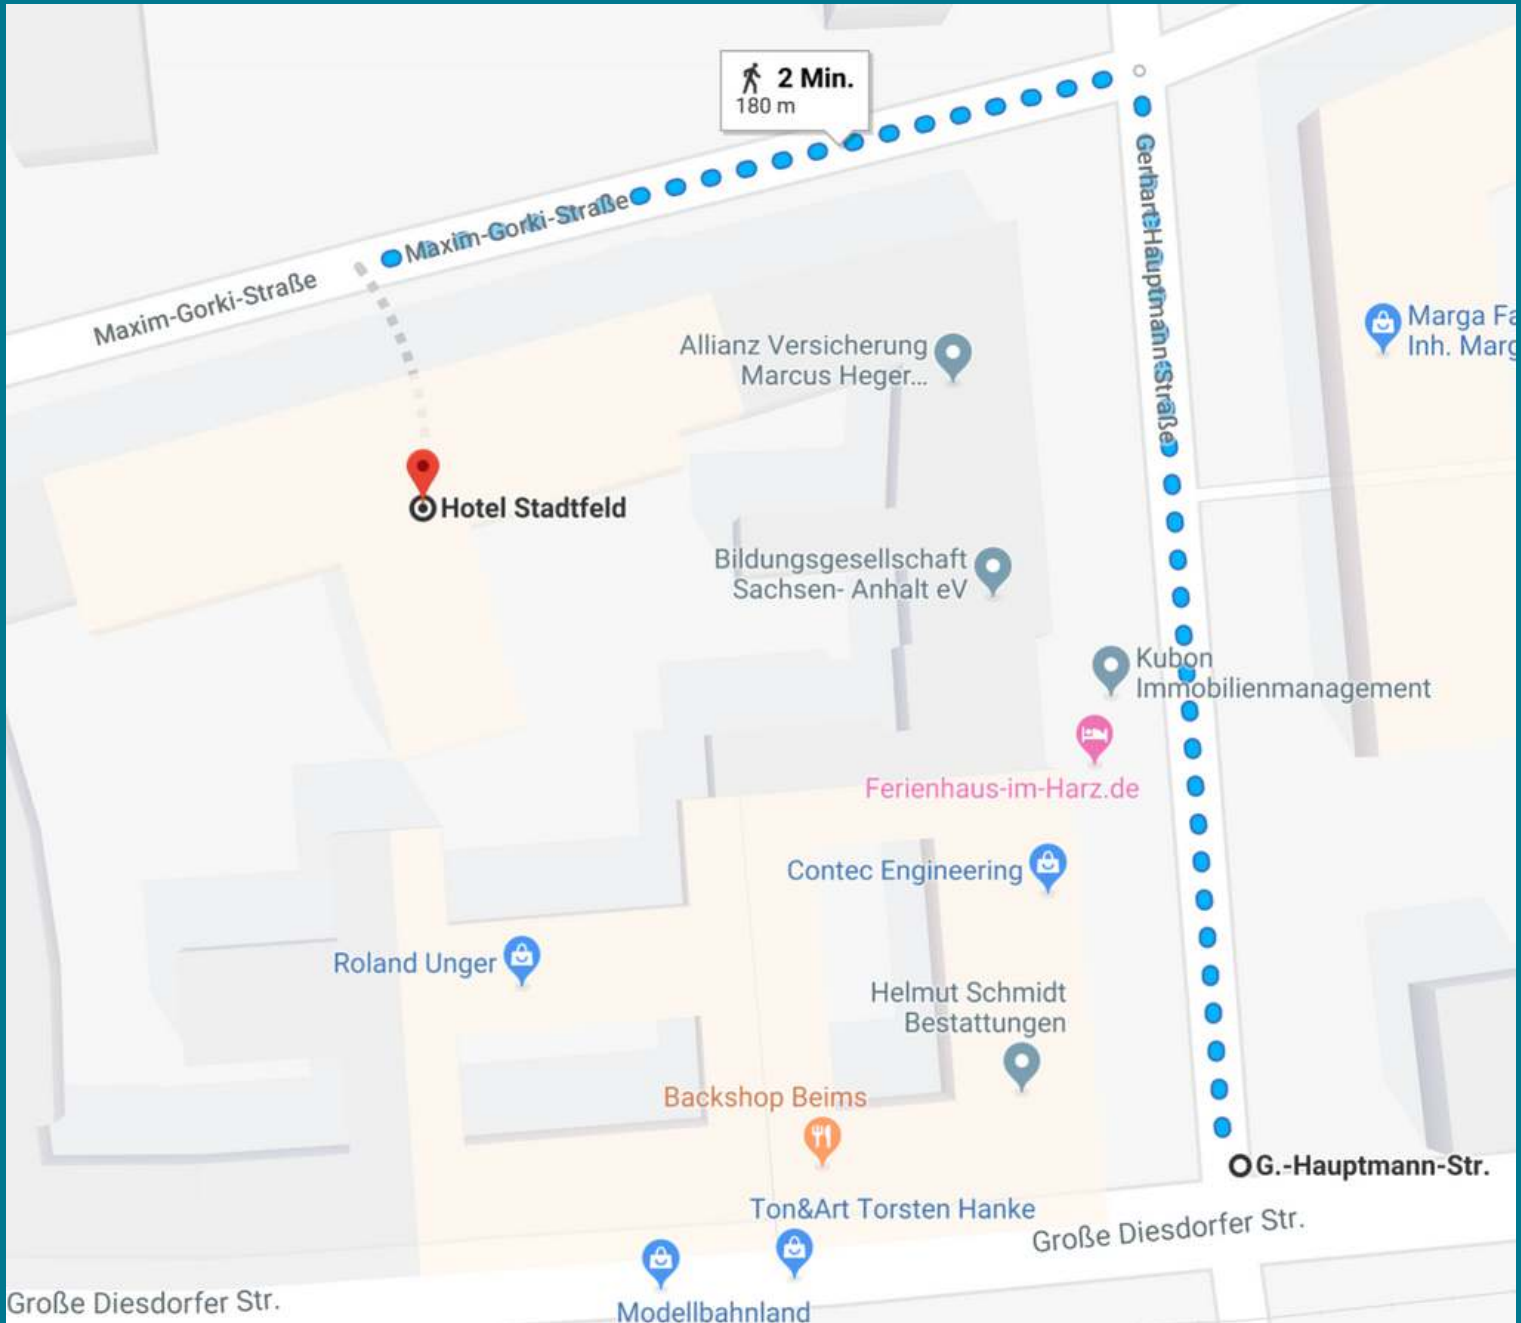 2 Min.
180 m
Maxim-Gorki-Straße
Maxim-Gorki-Straße
Gerhart-Hauptmann-Straße
Marga Fa
Inh. Marg
Allianz Versicherung
Marcus Heger...
Hotel Stadtfeld
Bildungsgesellschaft
Sachsen- Anhalt eV
Kubon
Immobilienmanagement
Ferienhaus-im-Harz.de
Contec Engineering
Roland Unger
Helmut Schmidt
Bestattungen
Backshop Beims
G.-Hauptmann-Str.
Ton&Art Torsten Hanke
Große Diesdorfer Str.
Große Diesdorfer Str.
Modellbahnland